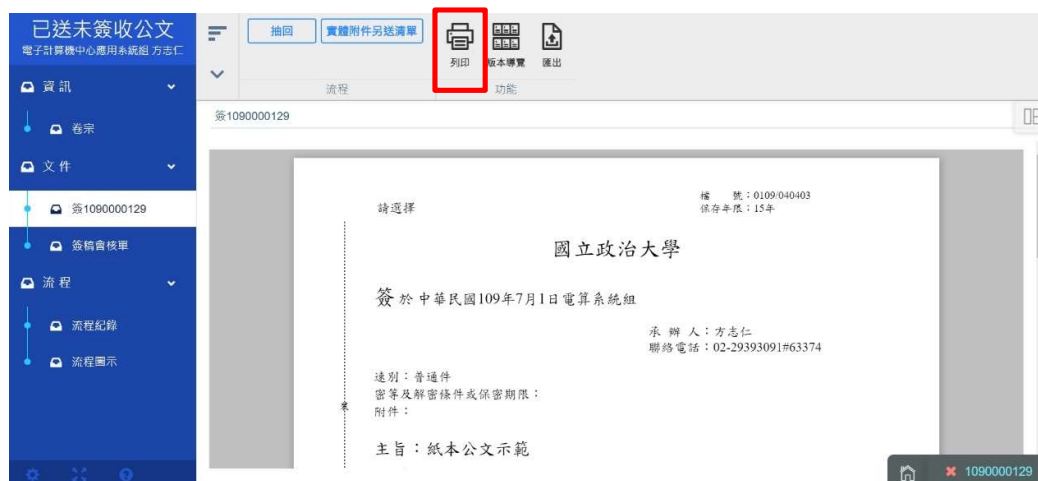 已送未簽收公文
電子計算機中心應用系統組 方志仁
資訊
卷宗
文件
簽1090000129
簽稿會核單
流程
流程紀錄
流程圖示
抽回
實體附件另送清單
流程
列印
版本導覽
匯出
功能
簽1090000129
請選擇
檔 號：0109/040403
保存年限：15年
國立政治大學
簽 於 中華民國109年7月1日電算系統組
承 辦 人：方志仁
聯絡電話：02-29393091#63374
速別：普通件
密等及解密條件或保密期限：
附件：
主旨：紙本公文示範
1090000129